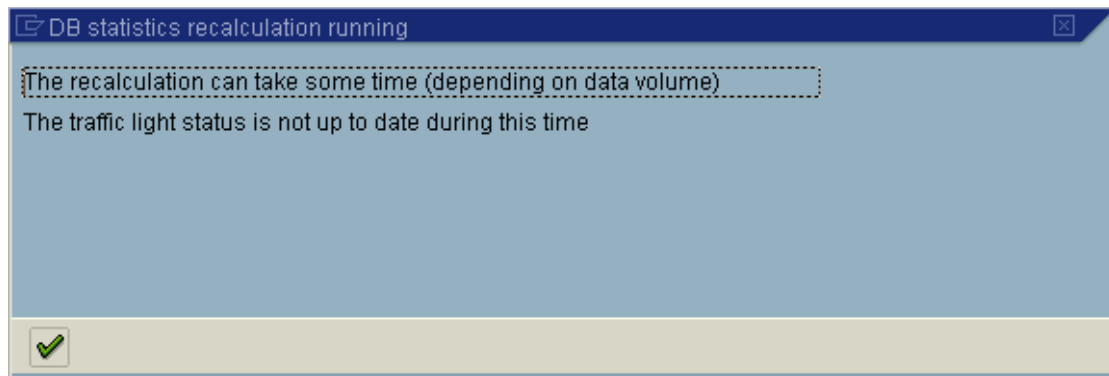 DB statistics recalculation running
The recalculation can take some time (depending on data volume)
The traffic light status is not up to date during this time